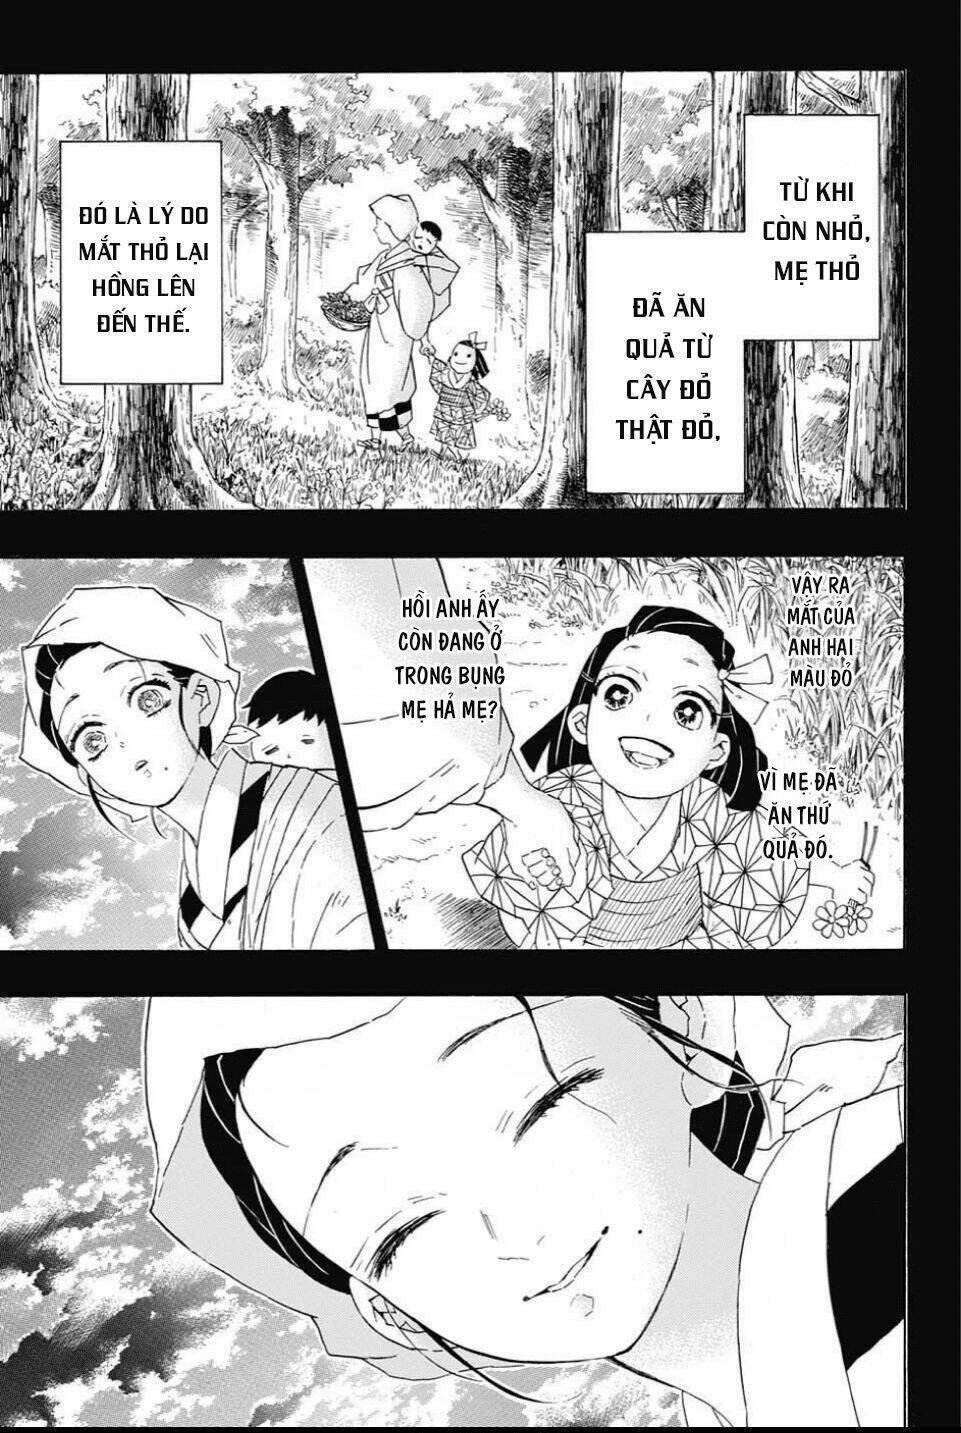 TỪ KHI
CÒN NHỎ,
MẸ THỎ
ĐÃ ĂN
QUẢ TỪ
CÂY ĐỎ
THẬT ĐỎ,
ĐÓ LÀ LÝ DO
MẮT THỎ LẠI
HỒNG LÊN
ĐẾN THẾ.
VẬY RA
MẮT CỦA
ANH HAI
MÀU ĐỎ
VÌ MẸ ĐÃ
ĂN THỨ
QUẢ ĐÓ.
HỒI ANH ẤY
CÒN ĐANG Ở
TRONG BỤNG
MẸ HẢ MẸ?